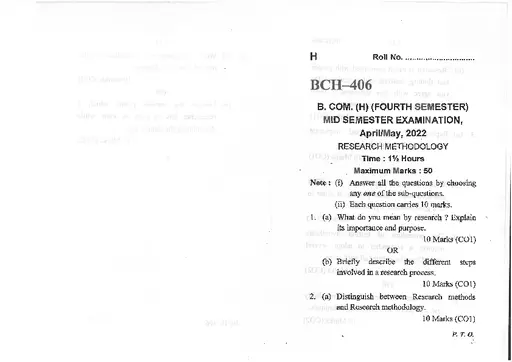 H Roll No. ..............................
BCH–406
B. COM. (H) (FOURTH SEMESTER)
MID SEMESTER EXAMINATION,
April/May, 2022
RESEARCH METHODOLOGY
Time : 1½ Hours
Maximum Marks : 50
Note : (i) Answer all the questions by choosing
any one of the sub-questions.
(ii) Each question carries 10 marks.
1. (a) What do you mean by research ? Explain
its importance and purpose.
10 Marks (CO1)
OR
(b) Briefly describe the different steps
involved in a research process.
10 Marks (CO1)
2. (a) Distinguish between Research methods
and Research methodology.
10 Marks (CO1)
P. T. O.